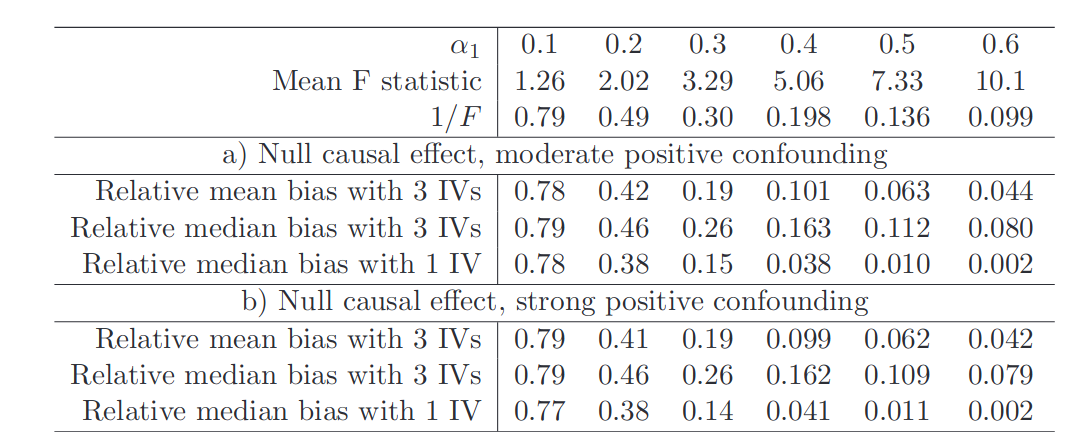 α₁ 0.1 0.2 0.3 0.4 0.5 0.6
Mean F statistic 1.26 2.02 3.29 5.06 7.33 10.1
1/F 0.79 0.49 0.30 0.198 0.136 0.099
a) Null causal effect, moderate positive confounding
Relative mean bias with 3 IVs 0.78 0.42 0.19 0.101 0.063 0.044
Relative median bias with 3 IVs 0.79 0.46 0.26 0.163 0.112 0.080
Relative median bias with 1 IV 0.78 0.38 0.15 0.038 0.010 0.002
b) Null causal effect, strong positive confounding
Relative mean bias with 3 IVs 0.79 0.41 0.19 0.099 0.062 0.042
Relative median bias with 3 IVs 0.79 0.46 0.26 0.162 0.109 0.079
Relative median bias with 1 IV 0.77 0.38 0.14 0.041 0.011 0.002